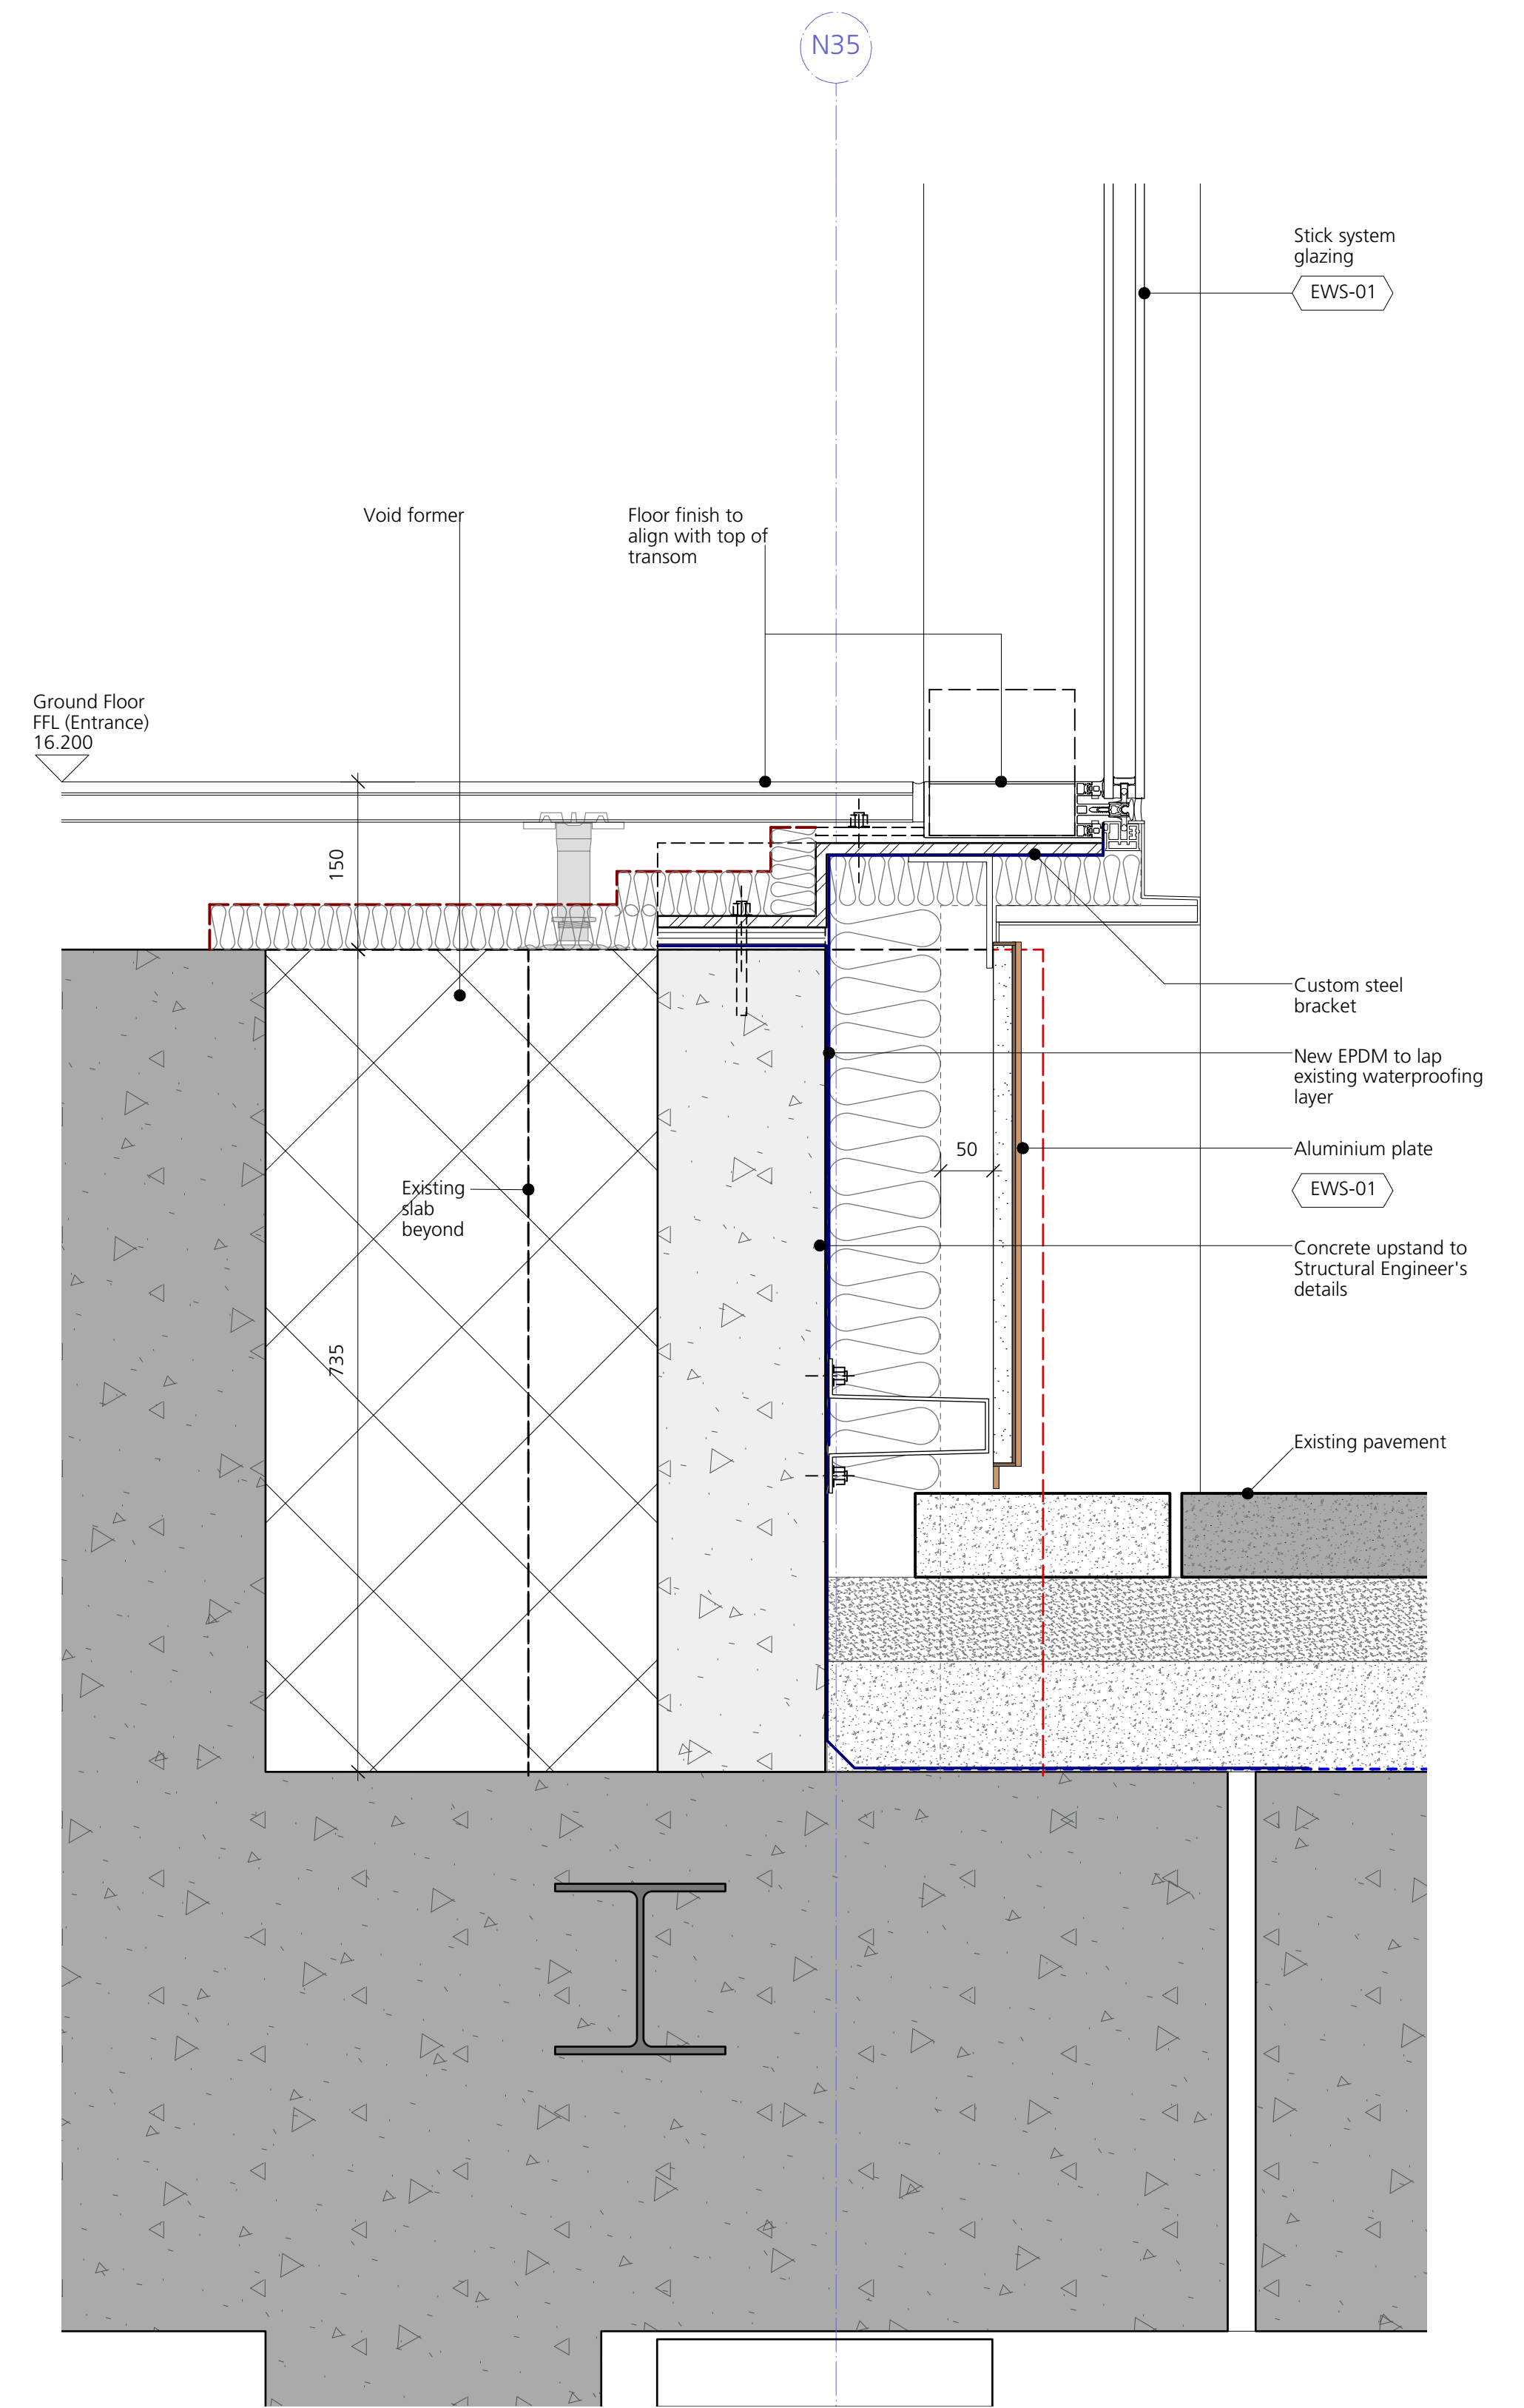 N35
Stick system
glazing
EWS-01
Void former
Floor finish to
align with top of
transom
Ground Floor
FFL (Entrance)
16.200
150
Custom steel
bracket
New EPDM to lap
existing waterproofing
layer
50
Aluminium plate
EWS-01
Existing
slab
beyond
Concrete upstand to
Structural Engineer's
details
735
Existing pavement